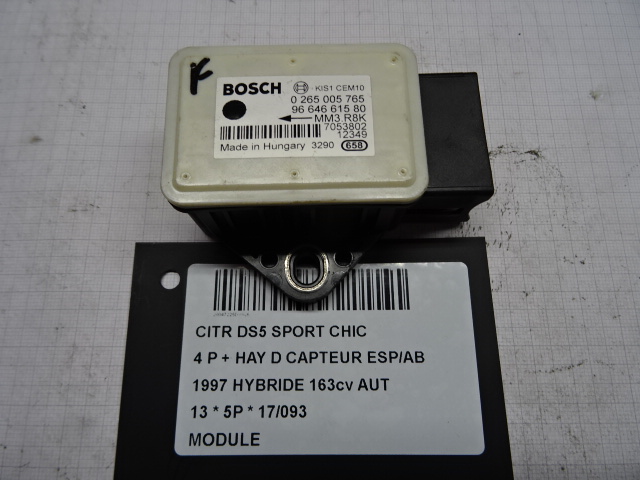 BOSCH KIS1 CEM10
0 265 005 765
96 646 615 80
MM3.R8K
7053802
12349
Made in Hungary 3290 658
CITR DS5 SPORT CHIC
4 P + HAY D CAPTEUR ESP/AB
1997 HYBRIDE 163cv AUT
13 * 5P * 17/093
MODULE